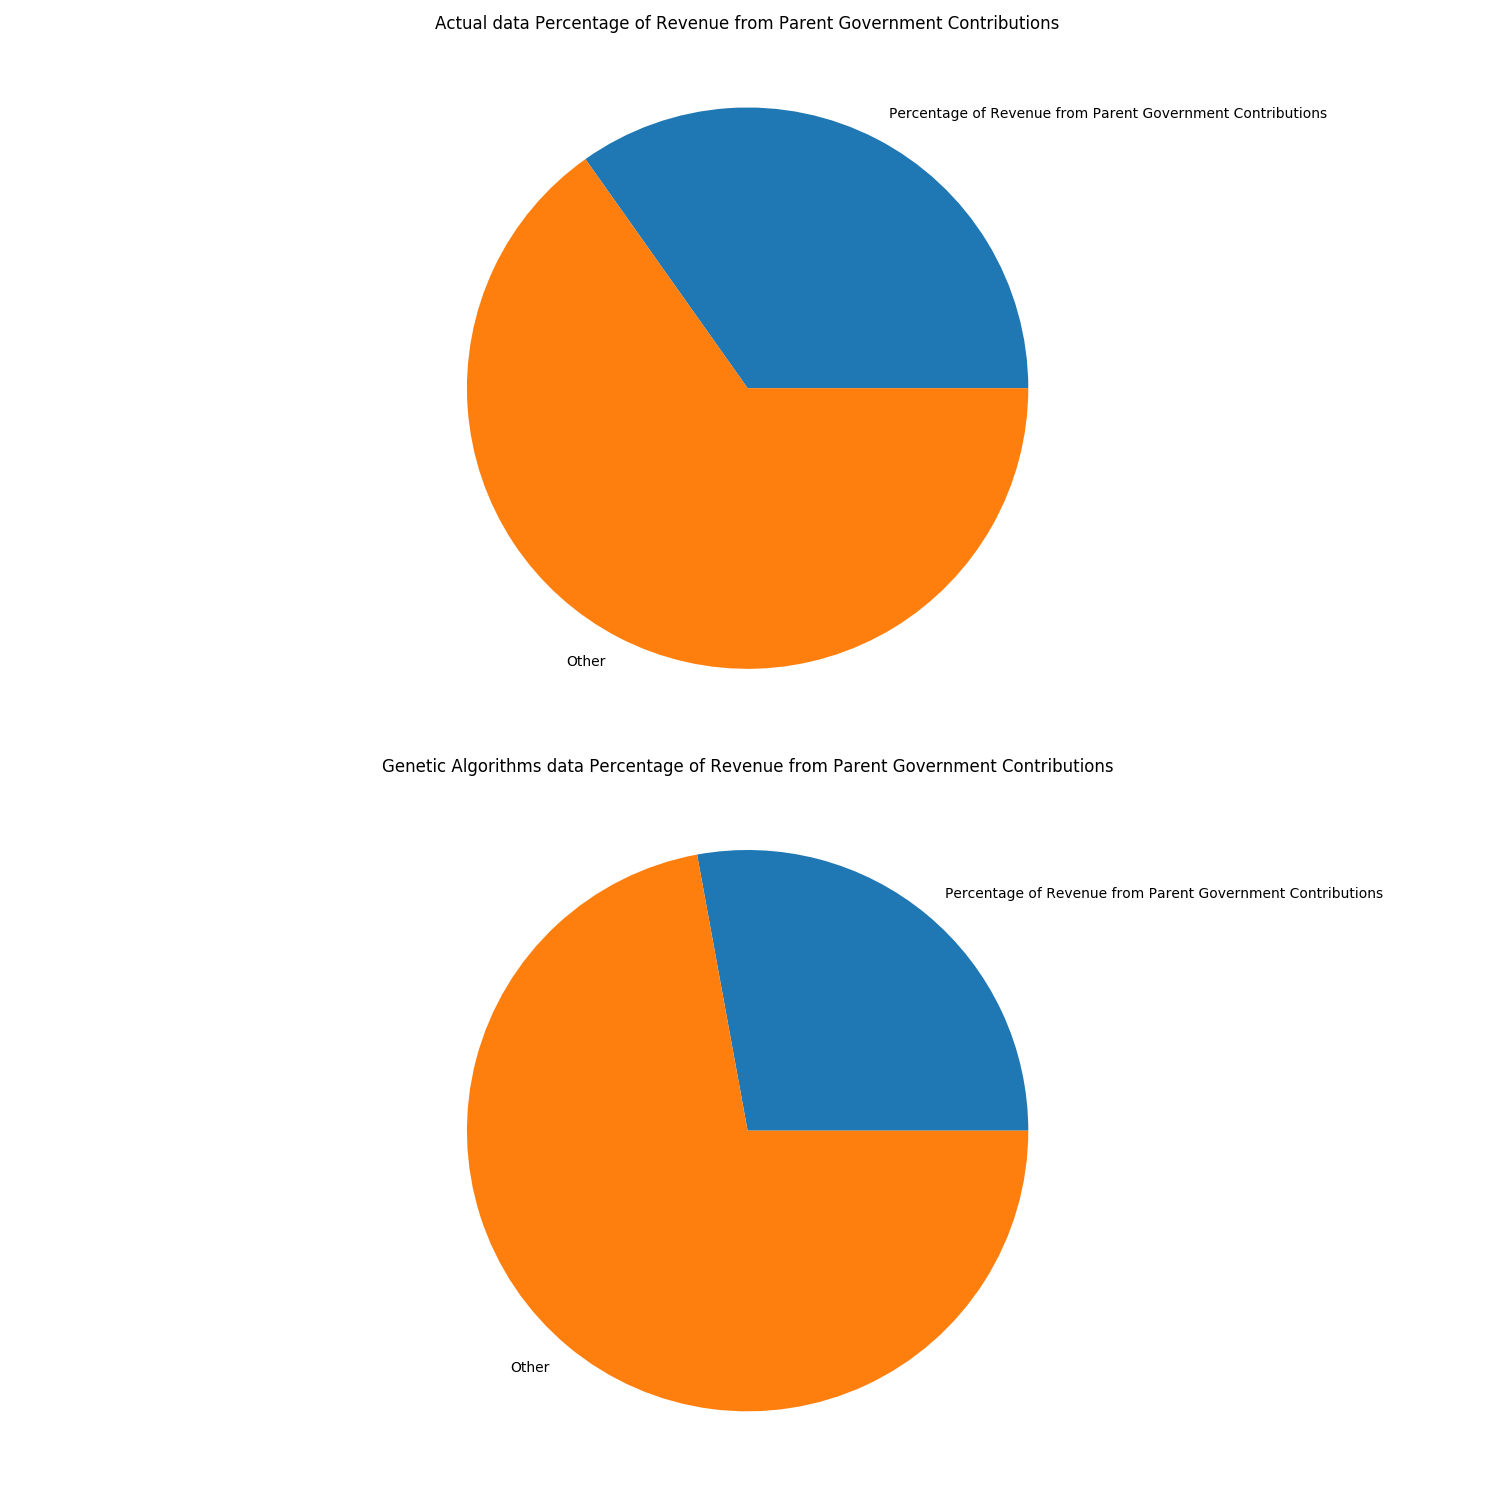 Actual data Percentage of Revenue from Parent Government Contributions
Percentage of Revenue from Parent Government Contributions
Other
Genetic Algorithms data Percentage of Revenue from Parent Government Contributions
Percentage of Revenue from Parent Government Contributions
Other